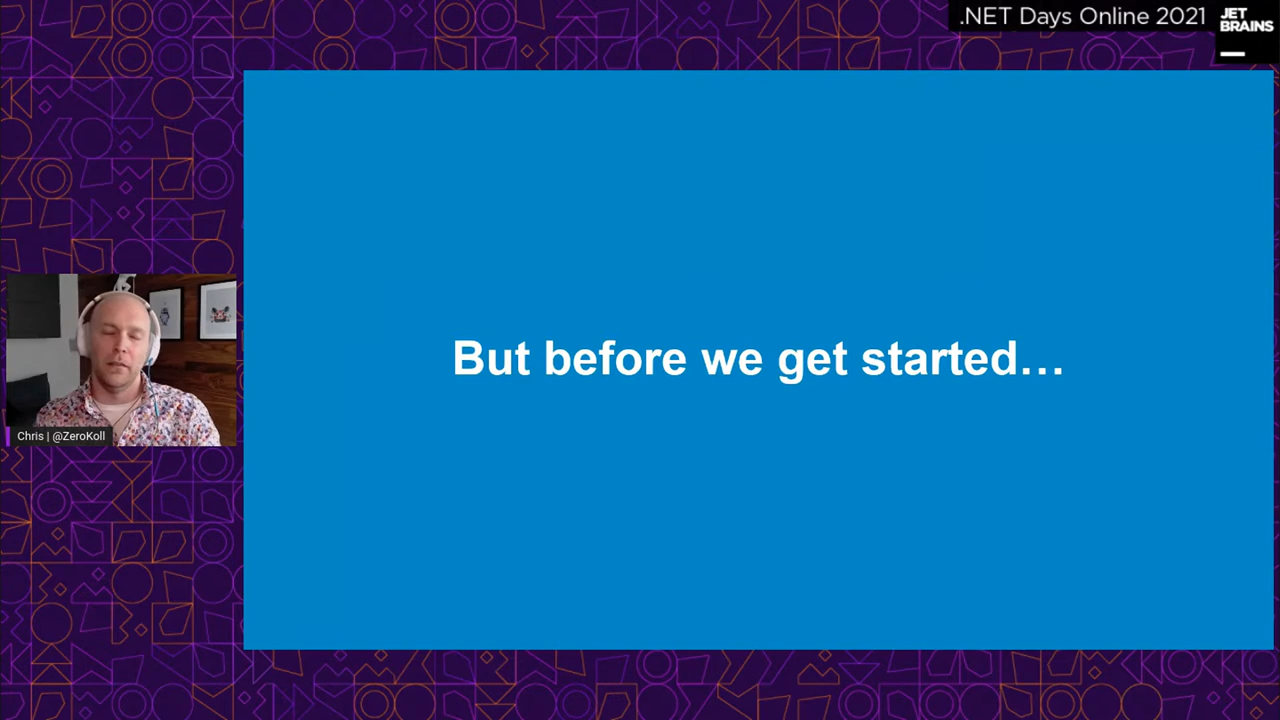 .NET Days Online 2021
JET
BRAINS
But before we get started…
Chris | @ZeroKoll